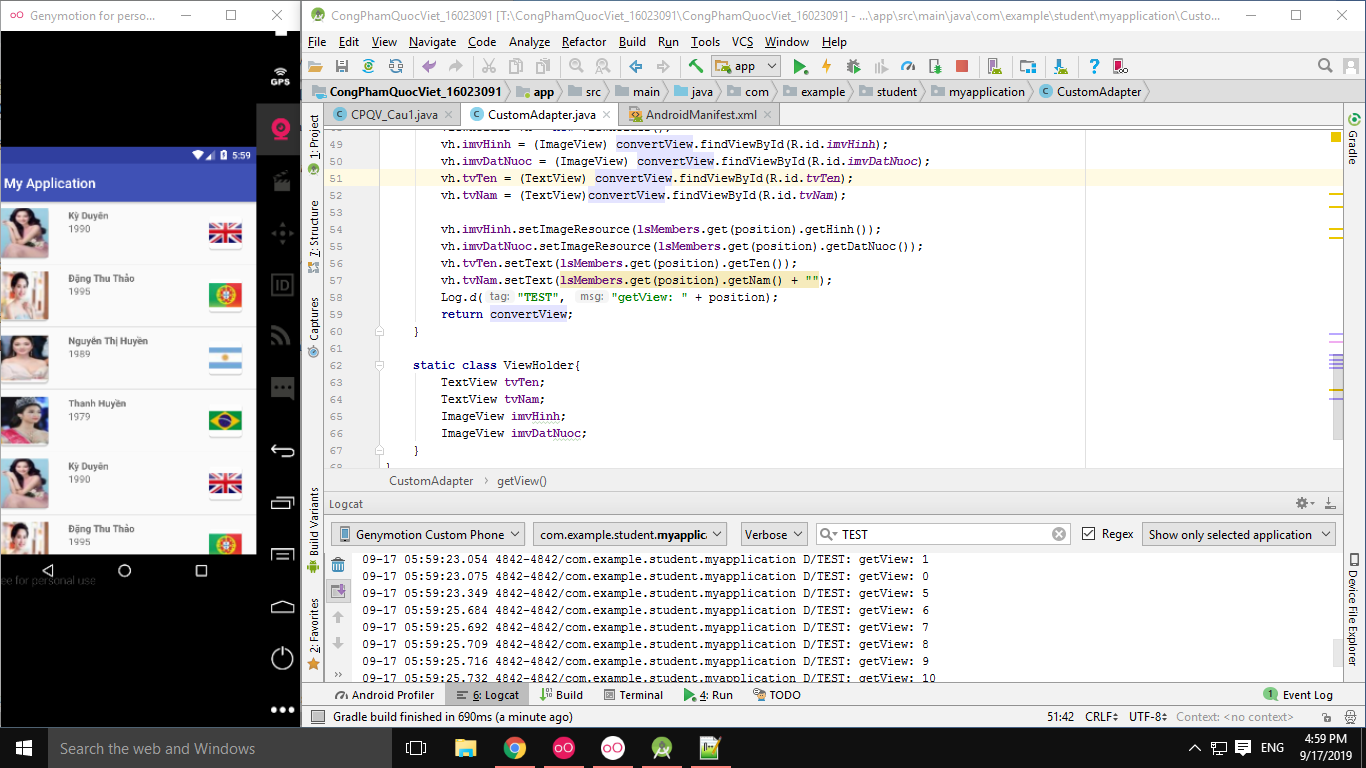 Genymotion for perso...
GPS
5:59
My Application
Kỳ Duyên
1990
Đặng Thu Thảo
1995
Nguyễn Thị Huyền
1989
Thanh Huyền
1979
Kỳ Duyên
1990
Đặng Thu Thảo
1995
ID
ee for personal use
CongPhamQuocViet_16023091 [T:\CongPhamQuocViet_16023091\CongPhamQuocViet_16023091] - ...\app\src\main\java\com\example\student\myapplication\Custo...
File Edit View Navigate Code Analyze Refactor Build Run Tools VCS Window Help
app
CongPhamQuocViet_16023091 app src main java com example student myapplication CustomAdapter
CPQV_Cau1.java CustomAdapter.java AndroidManifest.xml
1: Project
7: Structure
Captures
Build Variants
2: Favorites
Gradle
Device File Explorer
49 vh.imvHinh = (ImageView) convertView.findViewById(R.id.imvHinh);
50 vh.imvDatNuoc = (ImageView) convertView.findViewById(R.id.imvDatNuoc);
51 vh.tvTen = (TextView) convertView.findViewById(R.id.tvTen);
52 vh.tvNam = (TextView)convertView.findViewById(R.id.tvNam);
53
54 vh.imvHinh.setImageResource(lsMembers.get(position).getHinh());
55 vh.imvDatNuoc.setImageResource(lsMembers.get(position).getDatNuoc());
56 vh.tvTen.setText(lsMembers.get(position).getTen());
57 vh.tvNam.setText(lsMembers.get(position).getNam() + "");
58 Log.d( tag: "TEST", msg: "getView: " + position);
59 return convertView;
60 }
61
62 static class ViewHolder{
63 TextView tvTen;
64 TextView tvNam;
65 ImageView imvHinh;
66 ImageView imvDatNuoc;
67 }
68 }
CustomAdapter getView()
Logcat
Genymotion Custom Phone com.example.student.myapplic Verbose TEST Regex Show only selected application
09-17 05:59:23.054 4842-4842/com.example.student.myapplication D/TEST: getView: 1
09-17 05:59:23.075 4842-4842/com.example.student.myapplication D/TEST: getView: 0
09-17 05:59:23.349 4842-4842/com.example.student.myapplication D/TEST: getView: 5
09-17 05:59:25.684 4842-4842/com.example.student.myapplication D/TEST: getView: 6
09-17 05:59:25.692 4842-4842/com.example.student.myapplication D/TEST: getView: 7
09-17 05:59:25.709 4842-4842/com.example.student.myapplication D/TEST: getView: 8
09-17 05:59:25.716 4842-4842/com.example.student.myapplication D/TEST: getView: 9
09-17 05:59:25.732 4842-4842/com.example.student.myapplication D/TEST: getView: 10
Android Profiler 6: Logcat Build Terminal 4: Run TODO 1 Event Log
Gradle build finished in 690ms (a minute ago) 51:42 CRLF UTF-8 Context: <no context>
Search the web and Windows
ENG
4:59 PM
9/17/2019